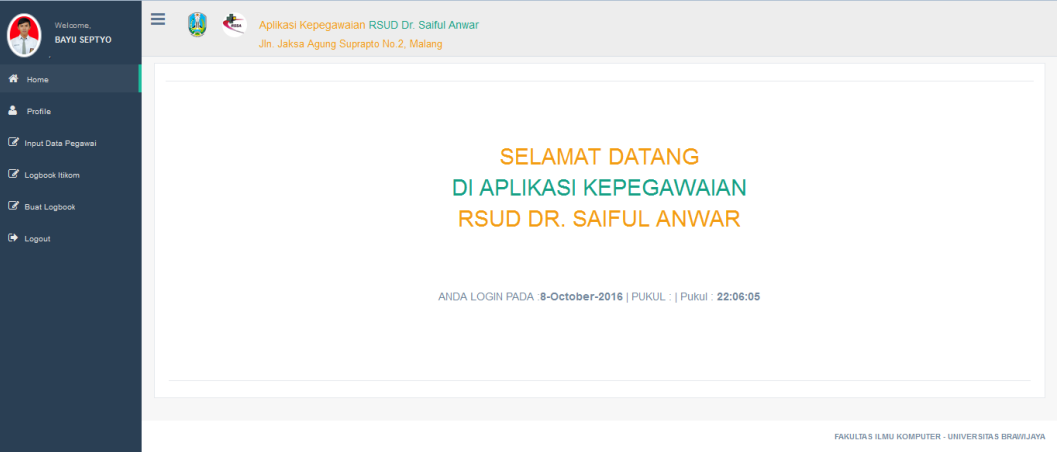 Welcome,
BAYU SEPTYO
Home
Profile
Input Data Pegawai
Logbook Itikom
Buat Logbook
Logout
Aplikasi Kepegawaian RSUD Dr. Saiful Anwar
Jln. Jaksa Agung Suprapto No.2, Malang
SELAMAT DATANG
DI APLIKASI KEPEGAWAIAN
RSUD DR. SAIFUL ANWAR
ANDA LOGIN PADA :8-October-2016 | PUKUL : | Pukul : 22:06:05
FAKULTAS ILMU KOMPUTER - UNIVERSITAS BRAWIJAYA